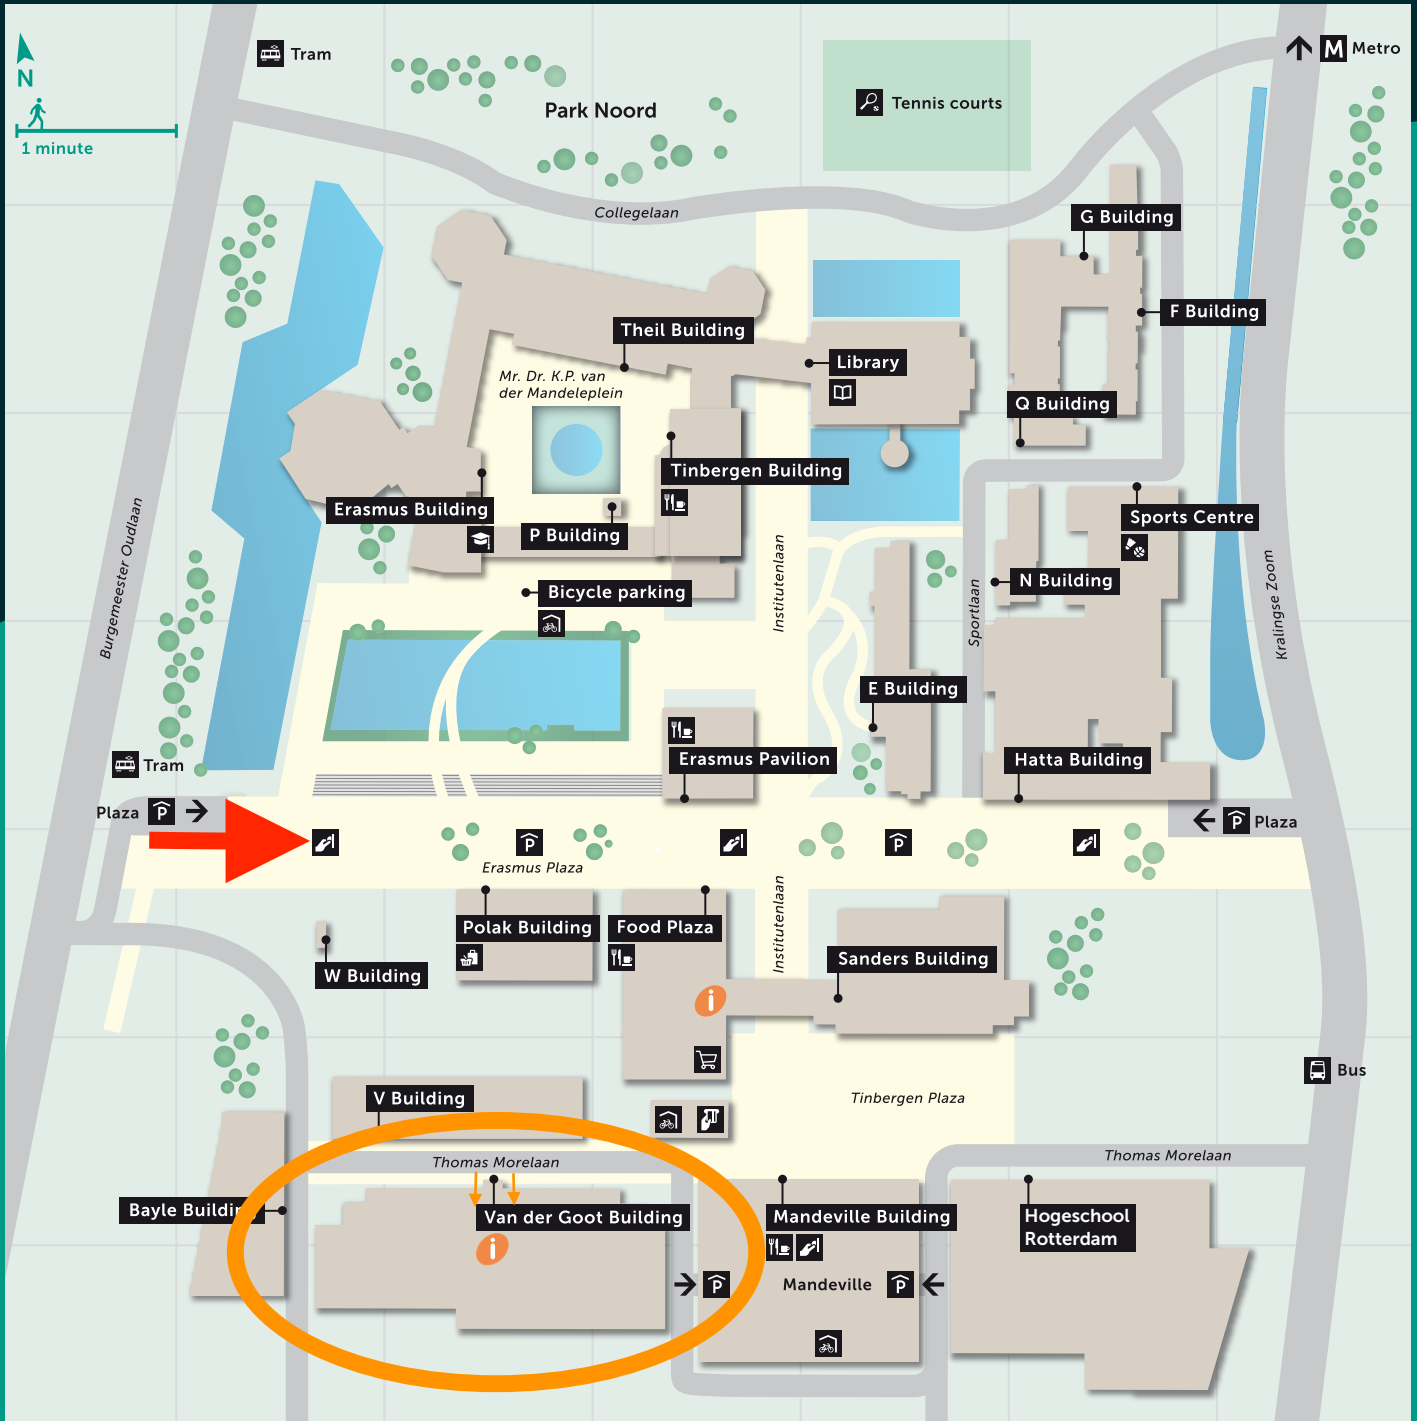 Tram
M Metro
N
1 minute
Park Noord
Tennis courts
Collegelaan
G Building
F Building
Theil Building
Library
Mr. Dr. K.P. van
der Mandeleplein
Q Building
Tinbergen Building
Erasmus Building
P Building
Sports Centre
N Building
Bicycle parking
Burgemeester Oudlaan
Institutenlaan
Sportlaan
Kralingse Zoom
E Building
Erasmus Pavilion
Hatta Building
Tram
Plaza P
P Plaza
P
P
Erasmus Plaza
Polak Building
Food Plaza
Institutenlaan
W Building
Sanders Building
i
Bus
V Building
Tinbergen Plaza
Thomas Morelaan
Thomas Morelaan
Bayle Building
Van der Goot Building
Mandeville Building
Hogeschool
Rotterdam
i
P
Mandeville P